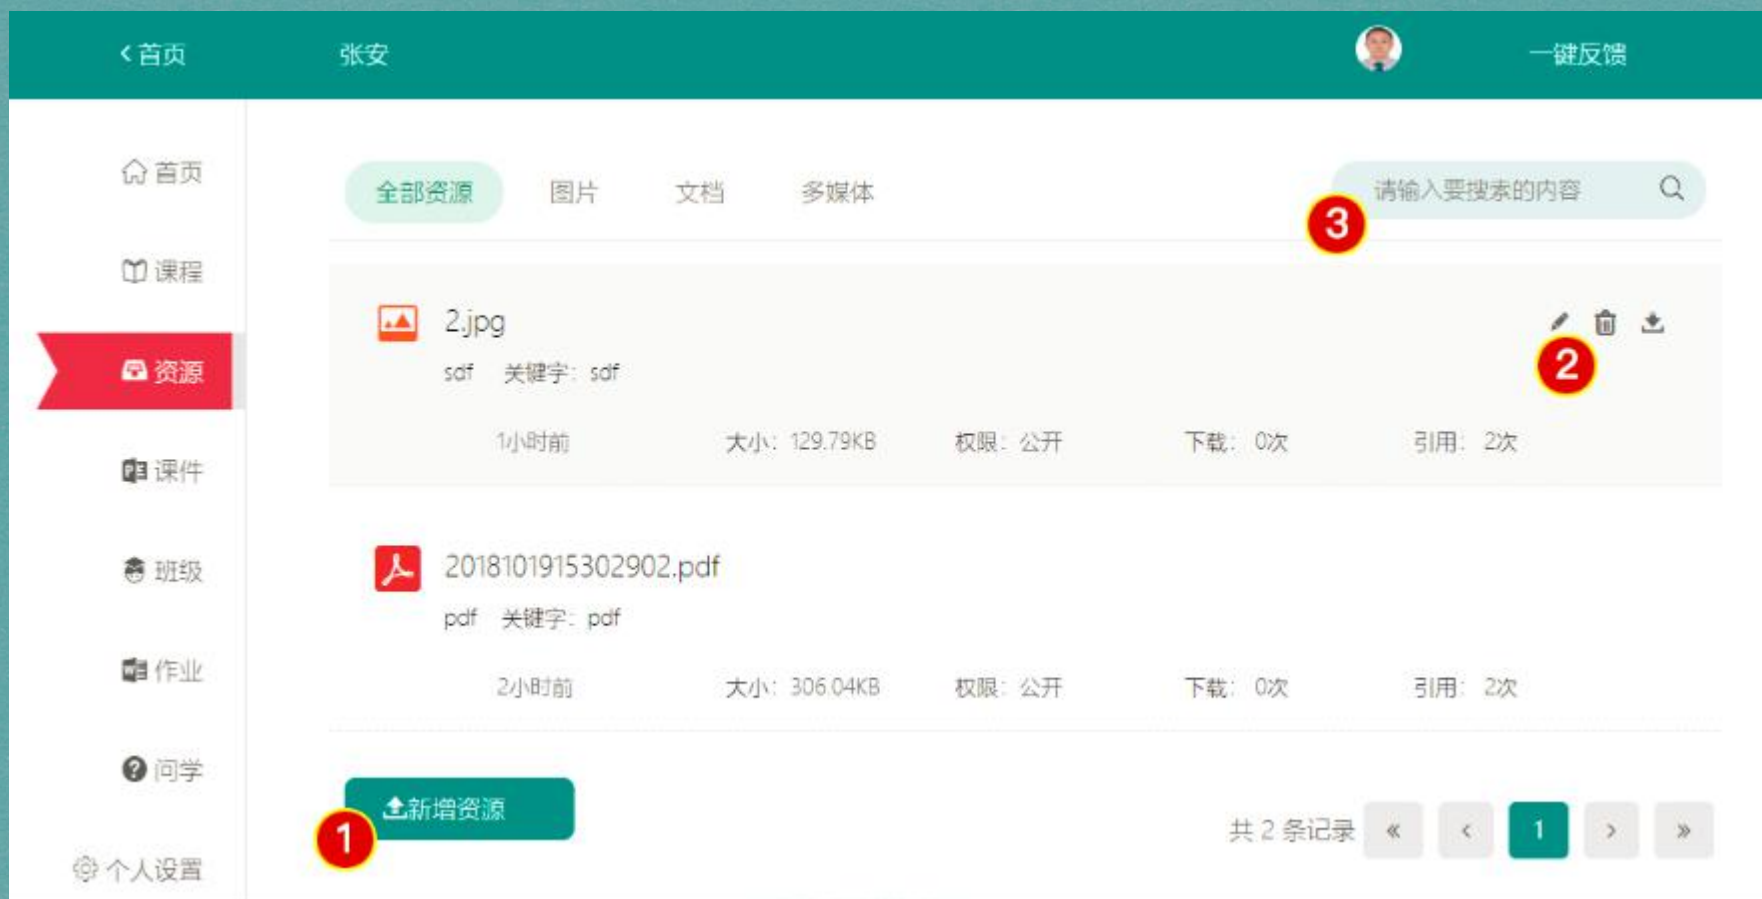 首页 张安 一键反馈
首页
课程
资源
课件
班级
作业
问学
个人设置
全部资源 图片 文档 多媒体 请输入要搜索的内容
3
2.jpg
sdf 关键字: sdf
2
1小时前 大小: 129.79KB 权限: 公开 下载: 0次 引用: 2次
2018101915302902.pdf
pdf 关键字: pdf
2小时前 大小: 306.04KB 权限: 公开 下载: 0次 引用: 2次
新增资源
1
共 2 条记录 « < 1 > »